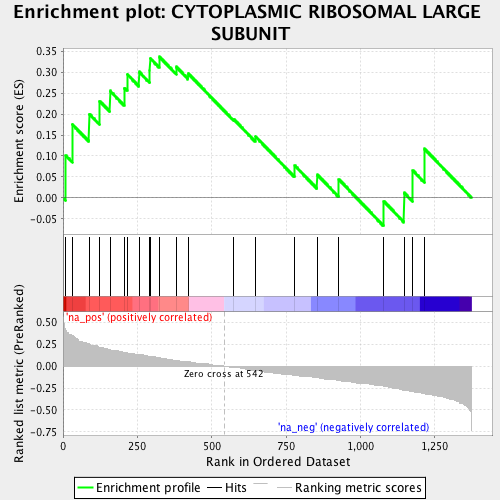 Enrichment plot: CYTOPLASMIC RIBOSOMAL LARGE
SUBUNIT
Enrichment score (ES)
0.35
0.30
0.25
0.20
0.15
0.10
0.05
0.00
-0.05
'na_pos' (positively correlated)
Ranked list metric (PreRanked)
0.50
0.25
0.00
-0.25
-0.50
-0.75
Zero cross at 542
'na_neg' (negatively correlated)
0
250
500
750
1,000
1,250
Rank in Ordered Dataset
Enrichment profile
Hits
Ranking metric scores